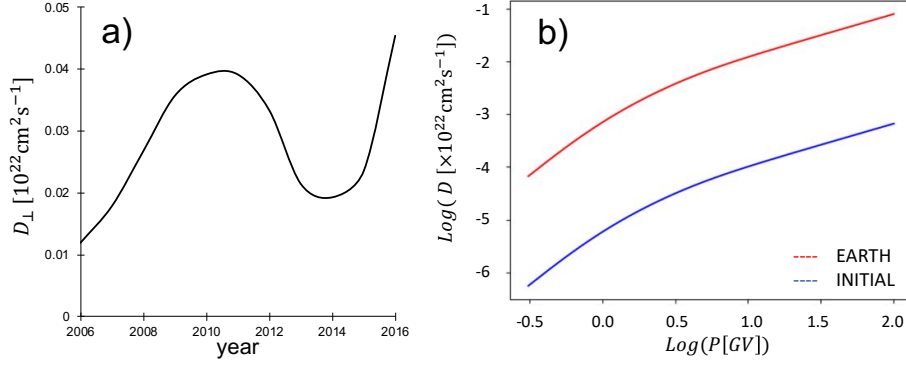 a)
0.05
0.04
0.03
0.02
0.01
0
D⊥ [10²²cm²s⁻¹]
2006 2008 2010 2012 2014 2016
year
b)
-1
-2
-3
-4
-5
-6
Log( D [×10²²cm²s⁻¹])
EARTH
INITIAL
-0.5 0.0 0.5 1.0 1.5 2.0
Log(P[GV])